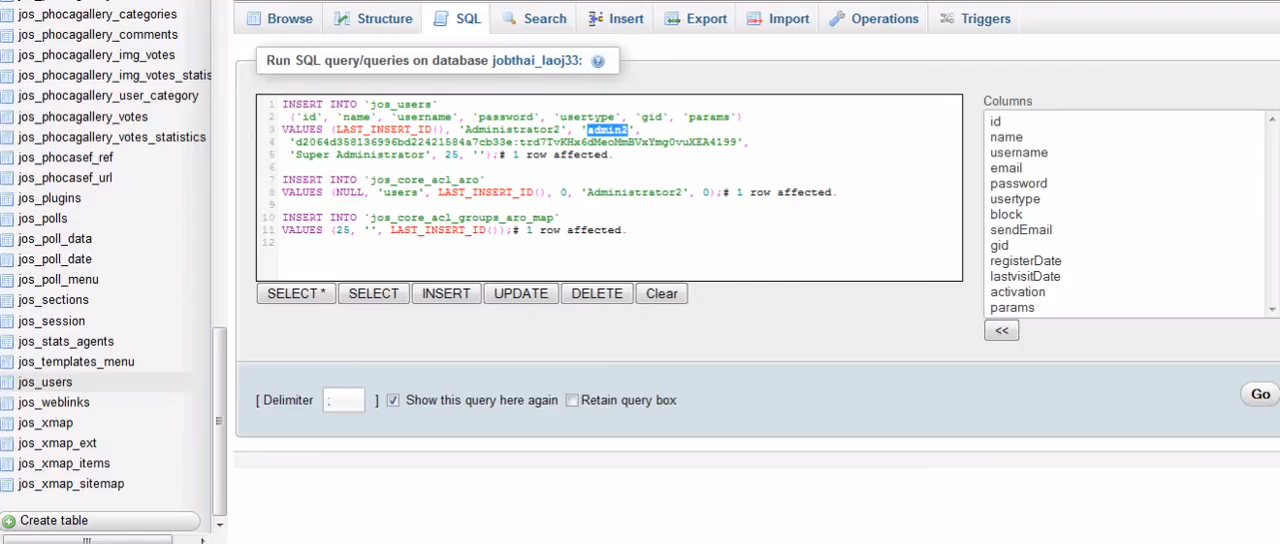 jos_phocagallery_categories
jos_phocagallery_comments
jos_phocagallery_img_votes
jos_phocagallery_img_votes_statis
jos_phocagallery_user_category
jos_phocagallery_votes
jos_phocagallery_votes_statistics
jos_phocasef_ref
jos_phocasef_url
jos_plugins
jos_polls
jos_poll_data
jos_poll_date
jos_poll_menu
jos_sections
jos_session
jos_stats_agents
jos_templates_menu
jos_users
jos_weblinks
jos_xmap
jos_xmap_ext
jos_xmap_items
jos_xmap_sitemap
Create table
Browse Structure SQL Search Insert Export Import Operations Triggers
Run SQL query/queries on database jobthai_laoj33:
1 INSERT INTO `jos_users`
2 (`id`, `name`, `username`, `password`, `usertype`, `gid`, `params`)
3 VALUES (LAST_INSERT_ID(), 'Administrator2', 'admin2',
4 'd2064d358136996bd22421584a7cb33e:trd7TvKHx6dMeoMmBVxYmg0vuXEA4199',
5 'Super Administrator', 25, '');# 1 row affected.
6
7 INSERT INTO `jos_core_acl_aro`
8 VALUES (NULL, 'users', LAST_INSERT_ID(), 0, 'Administrator2', 0);# 1 row affected.
9
10 INSERT INTO `jos_core_acl_groups_aro_map`
11 VALUES (25, '', LAST_INSERT_ID());# 1 row affected.
12
SELECT * SELECT INSERT UPDATE DELETE Clear
Columns
id
name
username
email
password
usertype
block
sendEmail
gid
registerDate
lastvisitDate
activation
params
<<
[ Delimiter ; ] Show this query here again Retain query box
Go